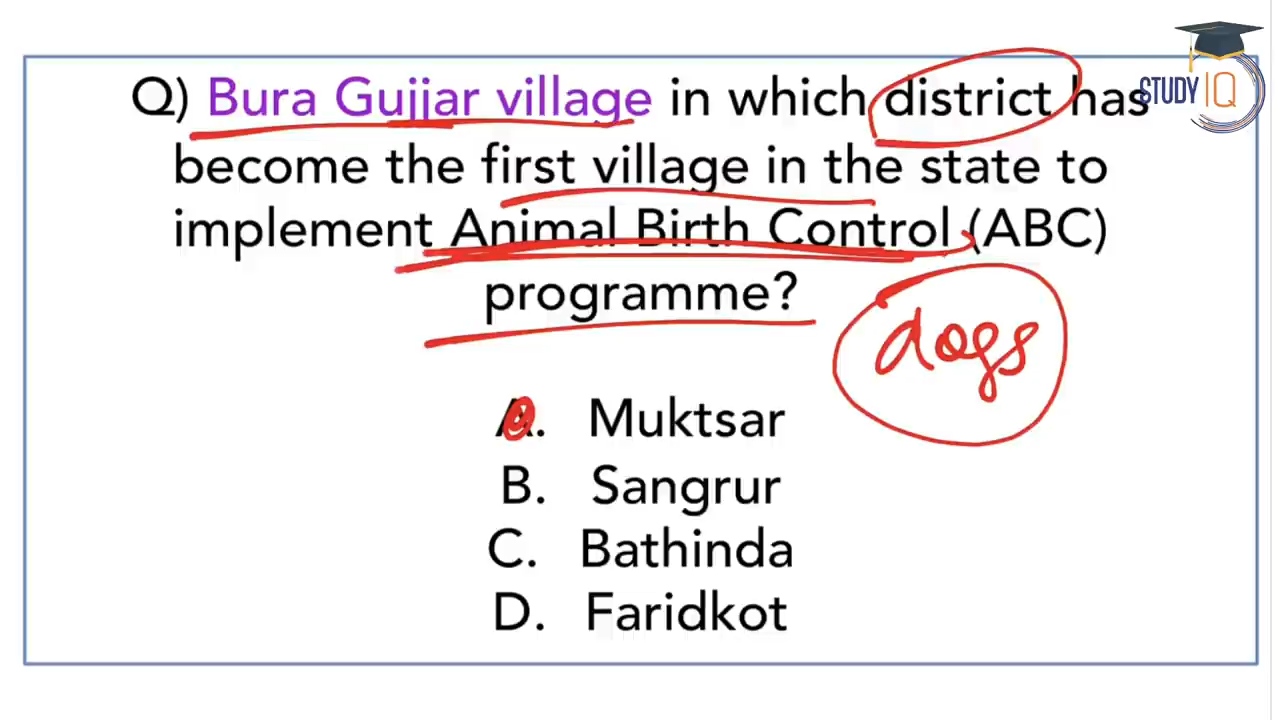 STUDY IQ
Q) Bura Gujjar village in which district has
become the first village in the state to
implement Animal Birth Control (ABC)
programme?
dogs
A. Muktsar
B. Sangrur
C. Bathinda
D. Faridkot